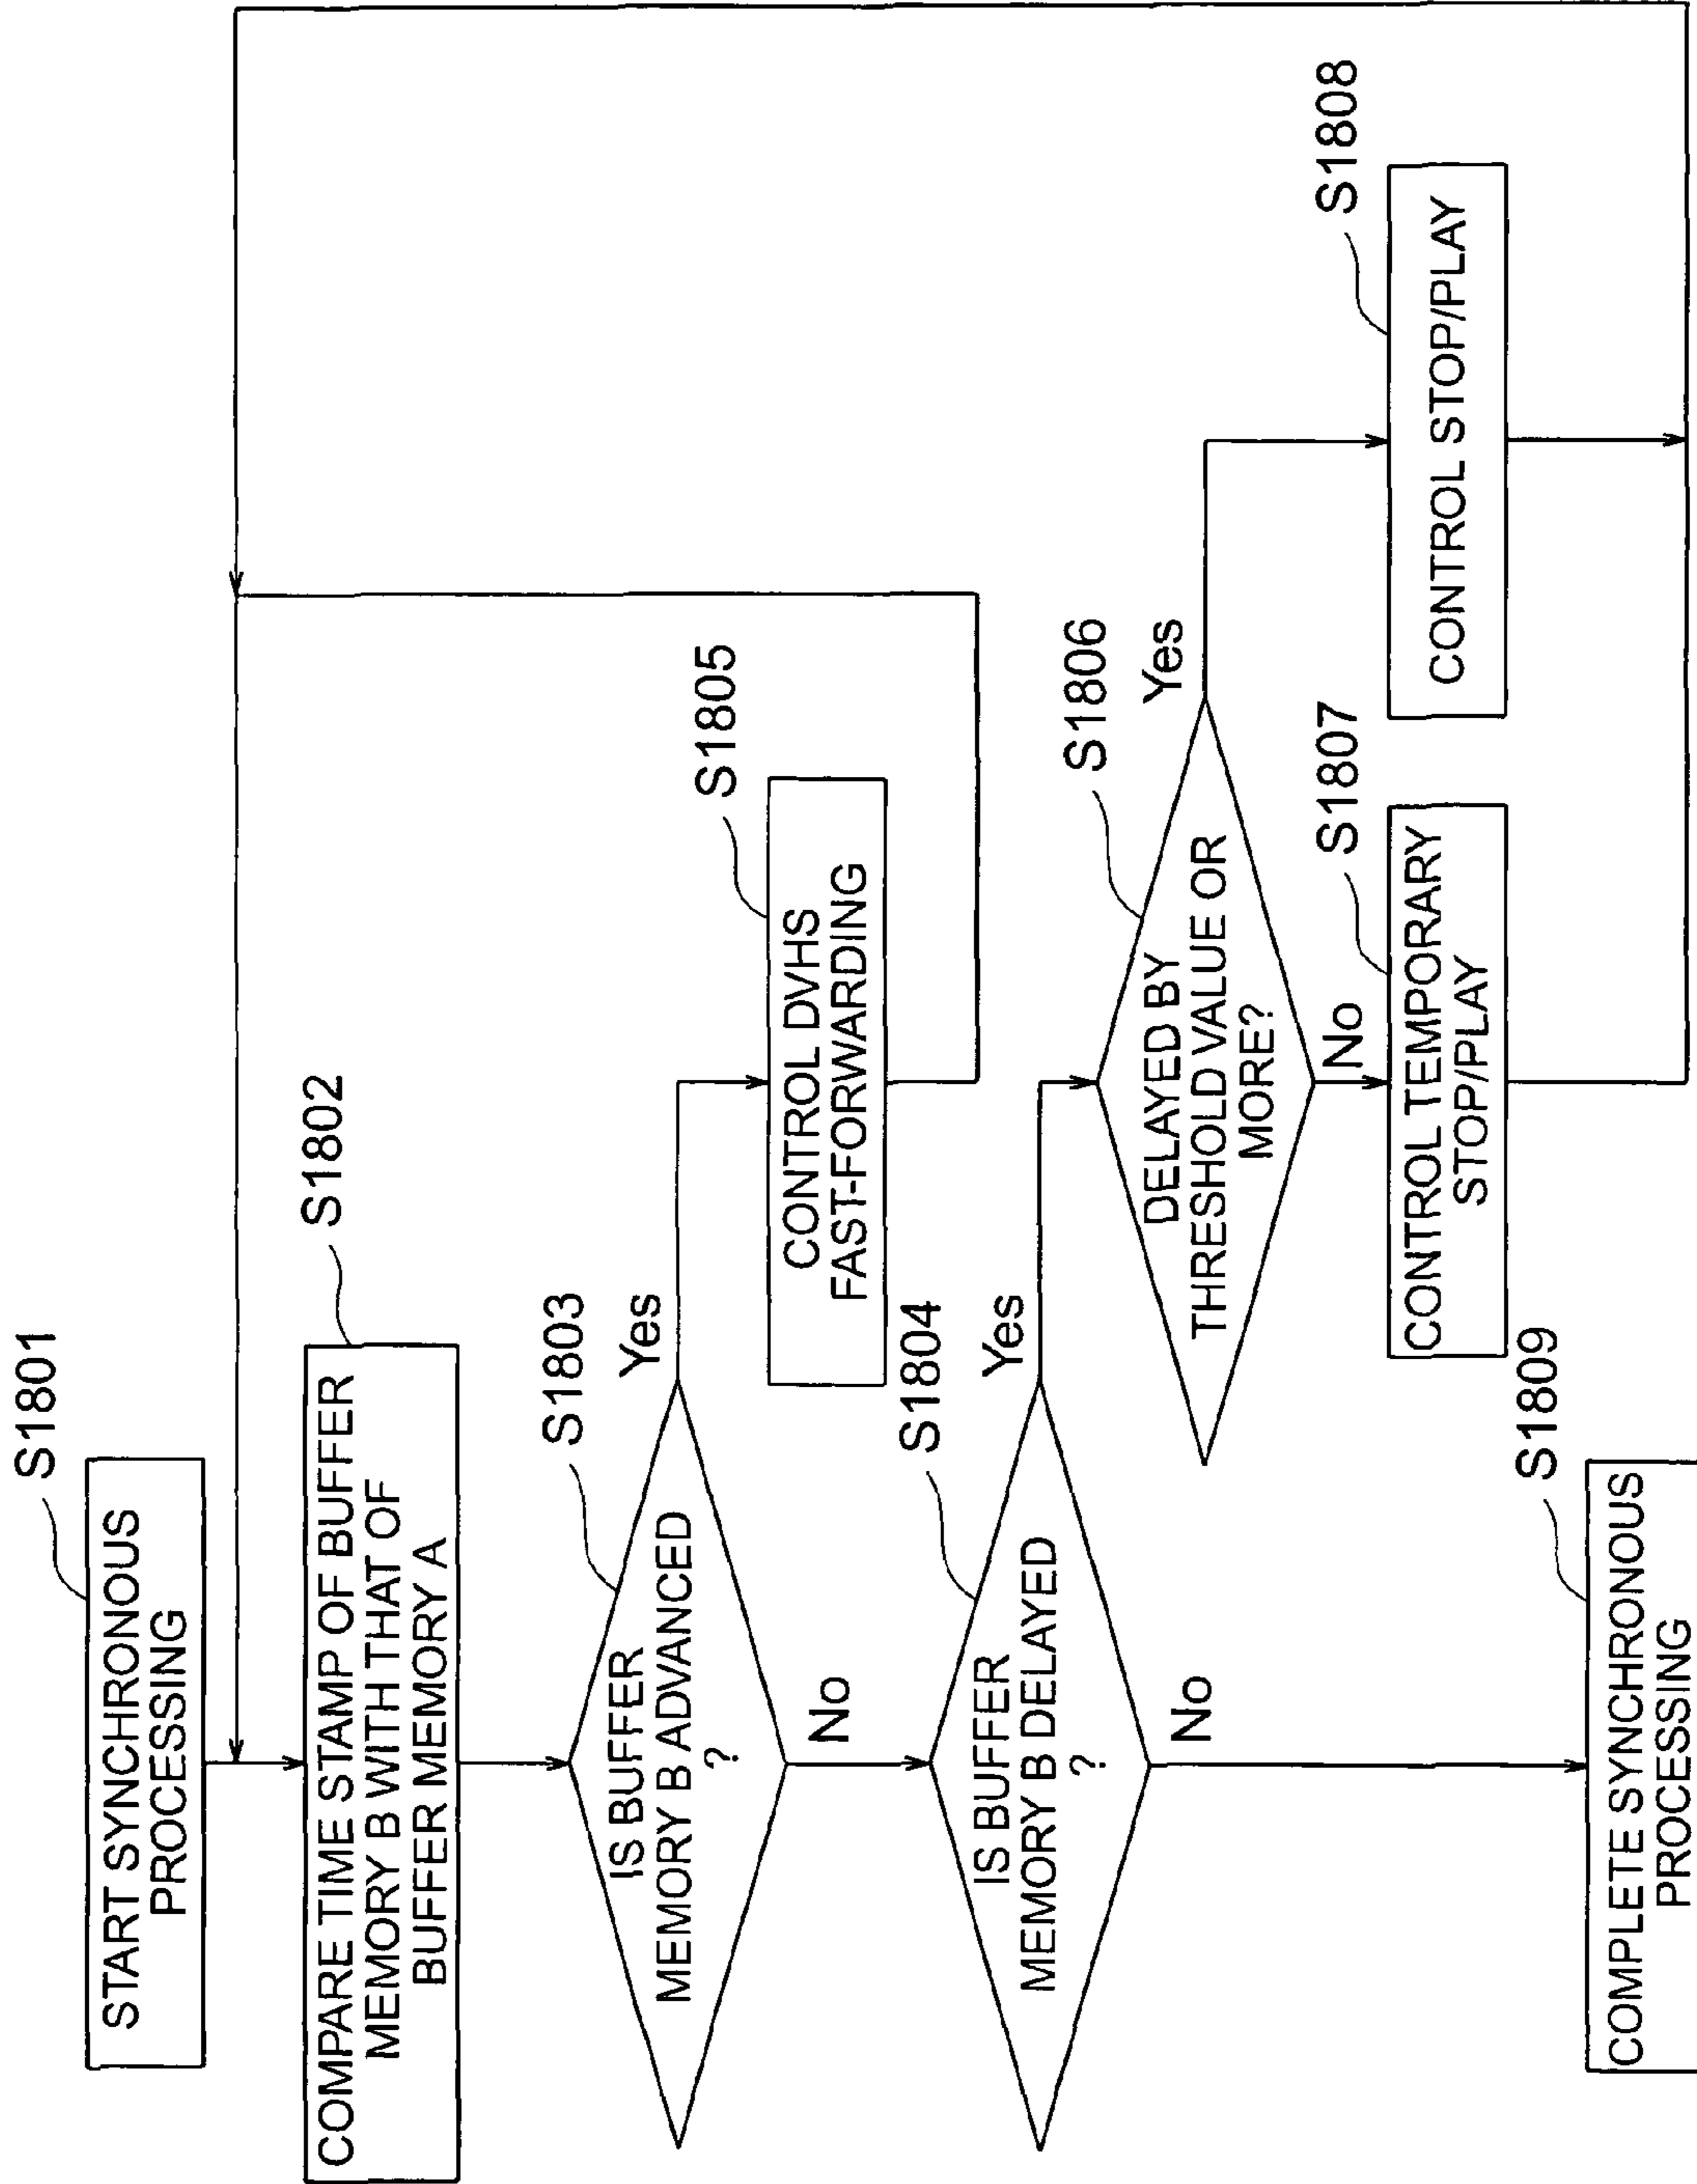 S1801
START SYNCHRONOUS
PROCESSING
S1802
COMPARE TIME STAMP OF BUFFER
MEMORY B WITH THAT OF
BUFFER MEMORY A
S1803
IS BUFFER
MEMORY B ADVANCED
?
Yes
No
S1805
CONTROL DVHS
FAST-FORWARDING
S1804
IS BUFFER
MEMORY B DELAYED
?
Yes
No
S1806
DELAYED BY
THRESHOLD VALUE OR
MORE?
Yes
No
S1807
CONTROL TEMPORARY
STOP/PLAY
S1808
CONTROL STOP/PLAY
S1809
COMPLETE SYNCHRONOUS
PROCESSING